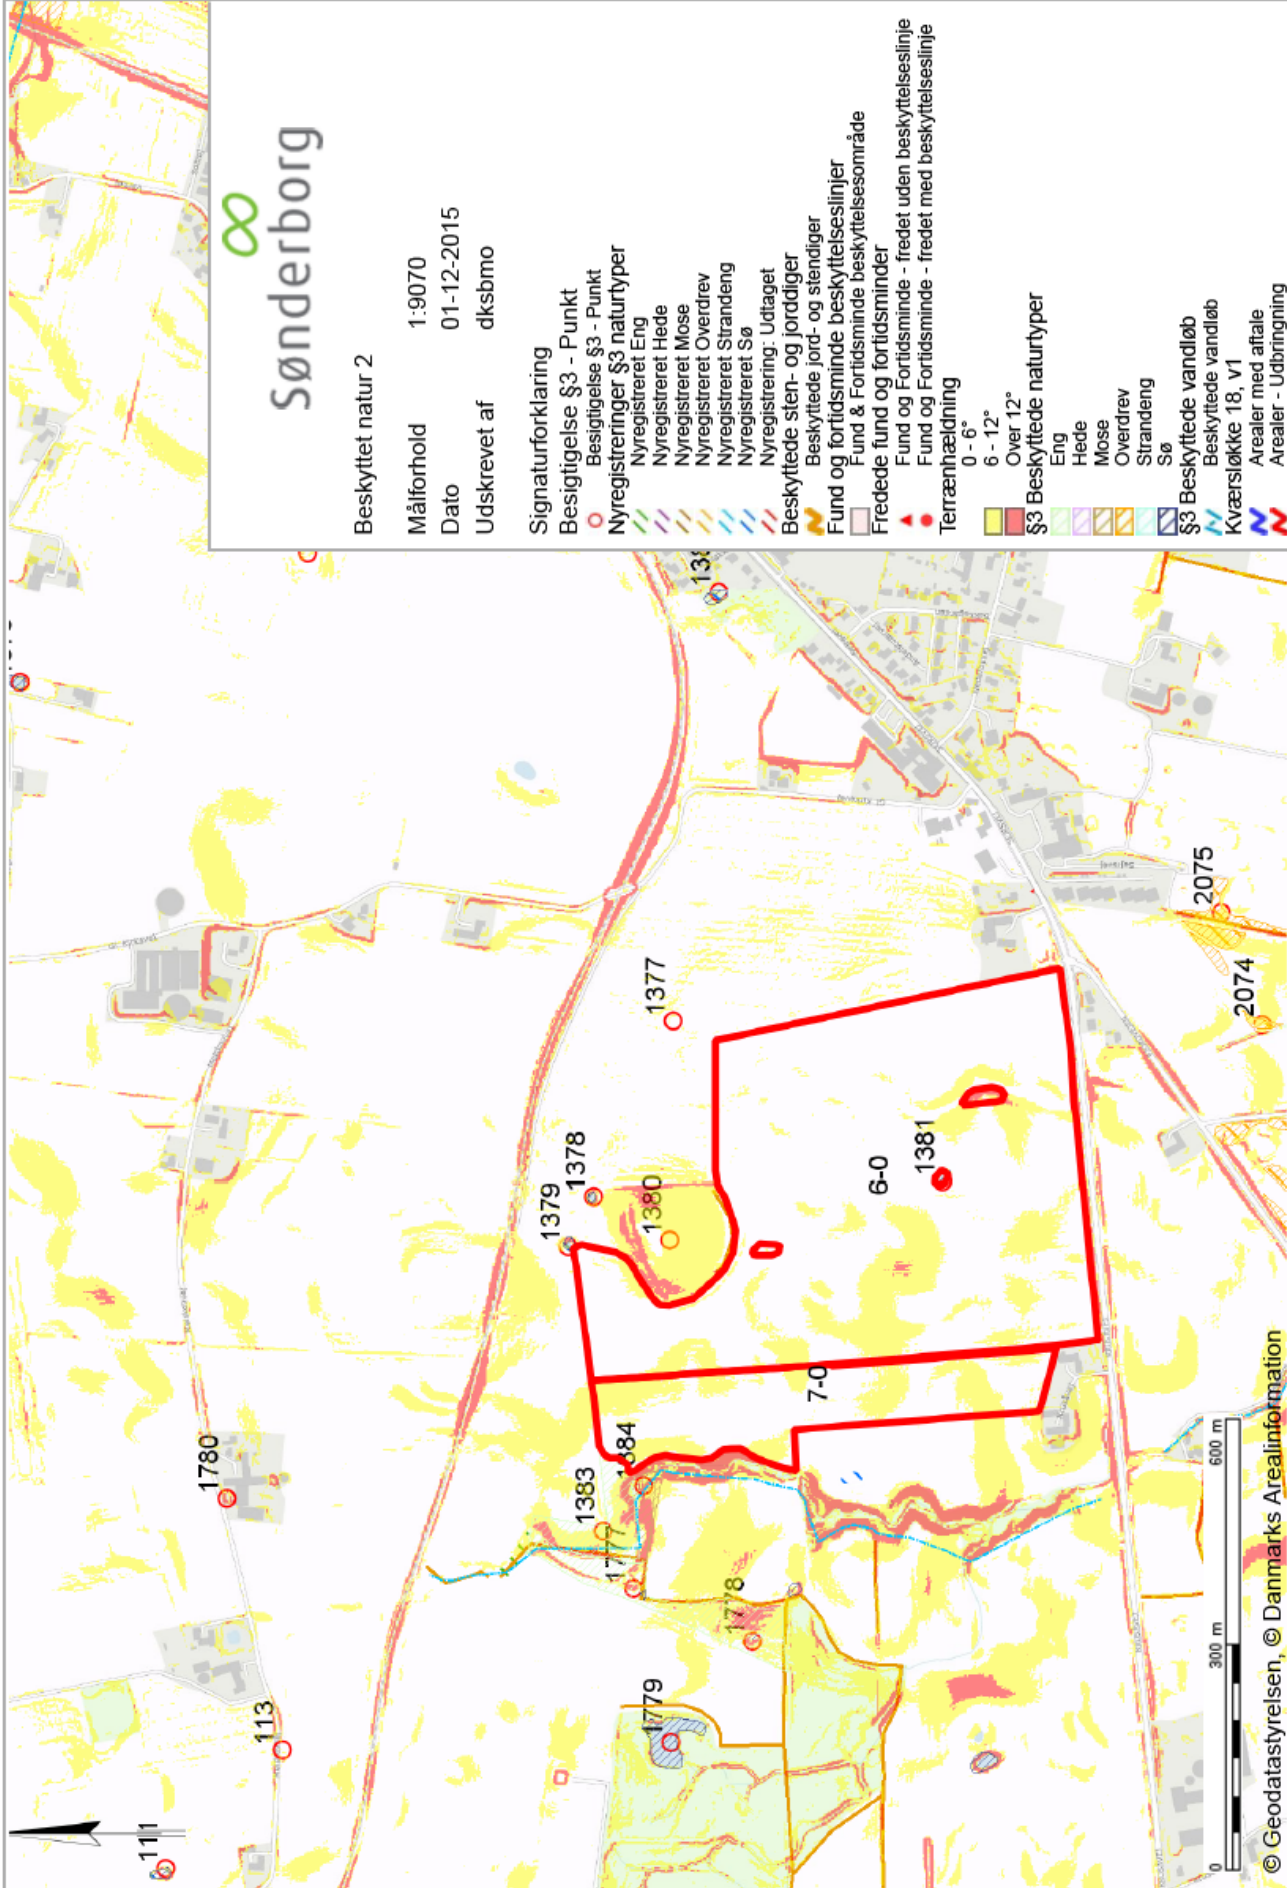 Sønderborg
Beskyttet natur 2
Målforhold 1:9070
Dato 01-12-2015
Udskrevet af dksbmo
Signaturforklaring
Besigtigelse §3 - Punkt
Besigtigelse §3 - Punkt
Nyregistreringer §3 naturtyper
Nyregistreret Eng
Nyregistreret Hede
Nyregistreret Mose
Nyregistreret Overdrev
Nyregistreret Strandeng
Nyregistreret Sø
Nyregistrering: Udtaget
Beskyttede sten- og jorddiger
Beskyttede jord- og stendiger
Fund og fortidsminde beskyttelseslinjer
Fund & Fortidsminde beskyttelsesområde
Fredede fund og fortidsminder
Fund og Fortidsminde - fredet uden beskyttelseslinje
Fund og Fortidsminde - fredet med beskyttelseslinje
Terrænhældning
0 - 6°
6 - 12°
Over 12°
§3 Beskyttede naturtyper
Eng
Hede
Mose
Overdrev
Strandeng
Sø
§3 Beskyttede vandløb
Beskyttede vandløb
Kværsløkke 18, v1
Arealer med aftale
Arealer - Udbringning
111
113
1780
1379
1378
1377
1380
1383
1384
1777
1778
1779
7-0
6-0
1381
138
2075
2074
0 300 m 600 m
© Geodatastyrelsen, © Danmarks Arealinformation